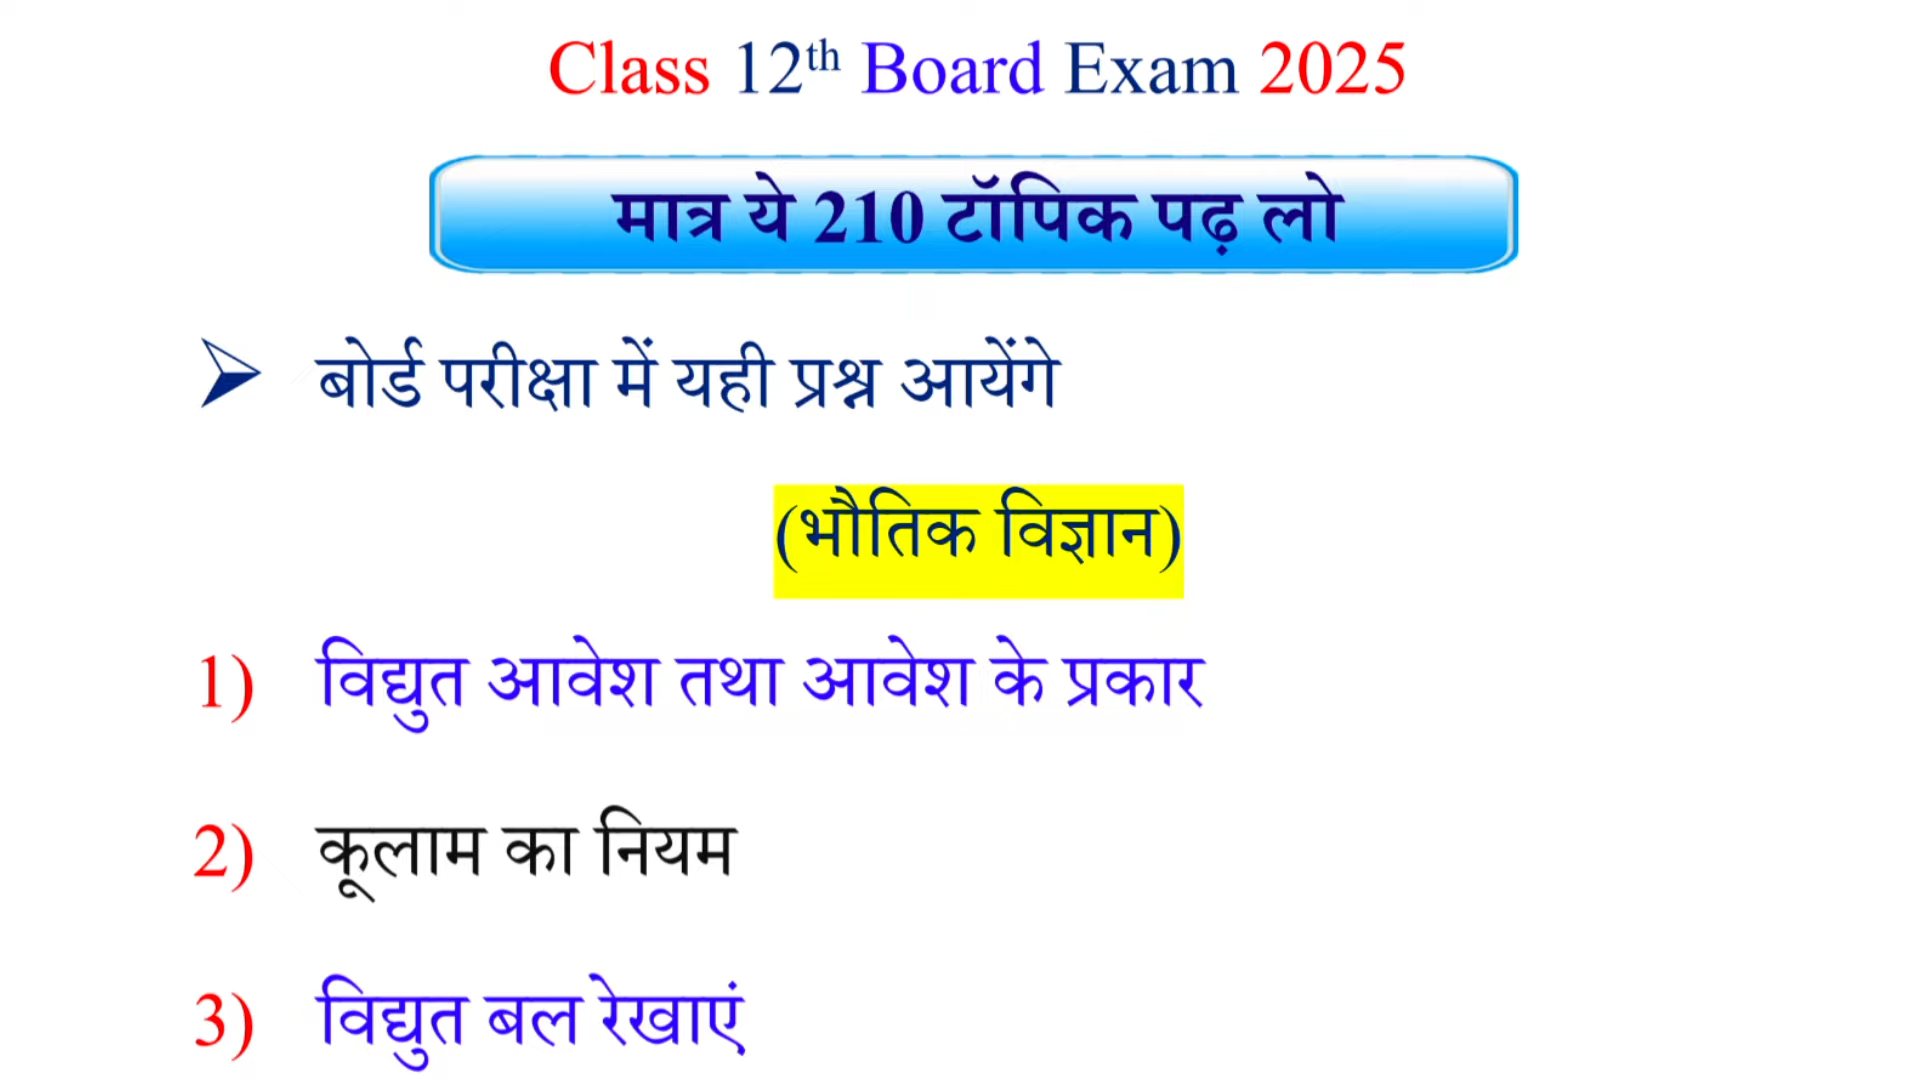 Class 12th Board Exam 2025
मात्र ये 210 टॉपिक पढ़ लो
➢ बोर्ड परीक्षा में यही प्रश्न आयेंगे
(भौतिक विज्ञान)
1) विद्युत आवेश तथा आवेश के प्रकार
2) कूलाम का नियम
3) विद्युत बल रेखाएं